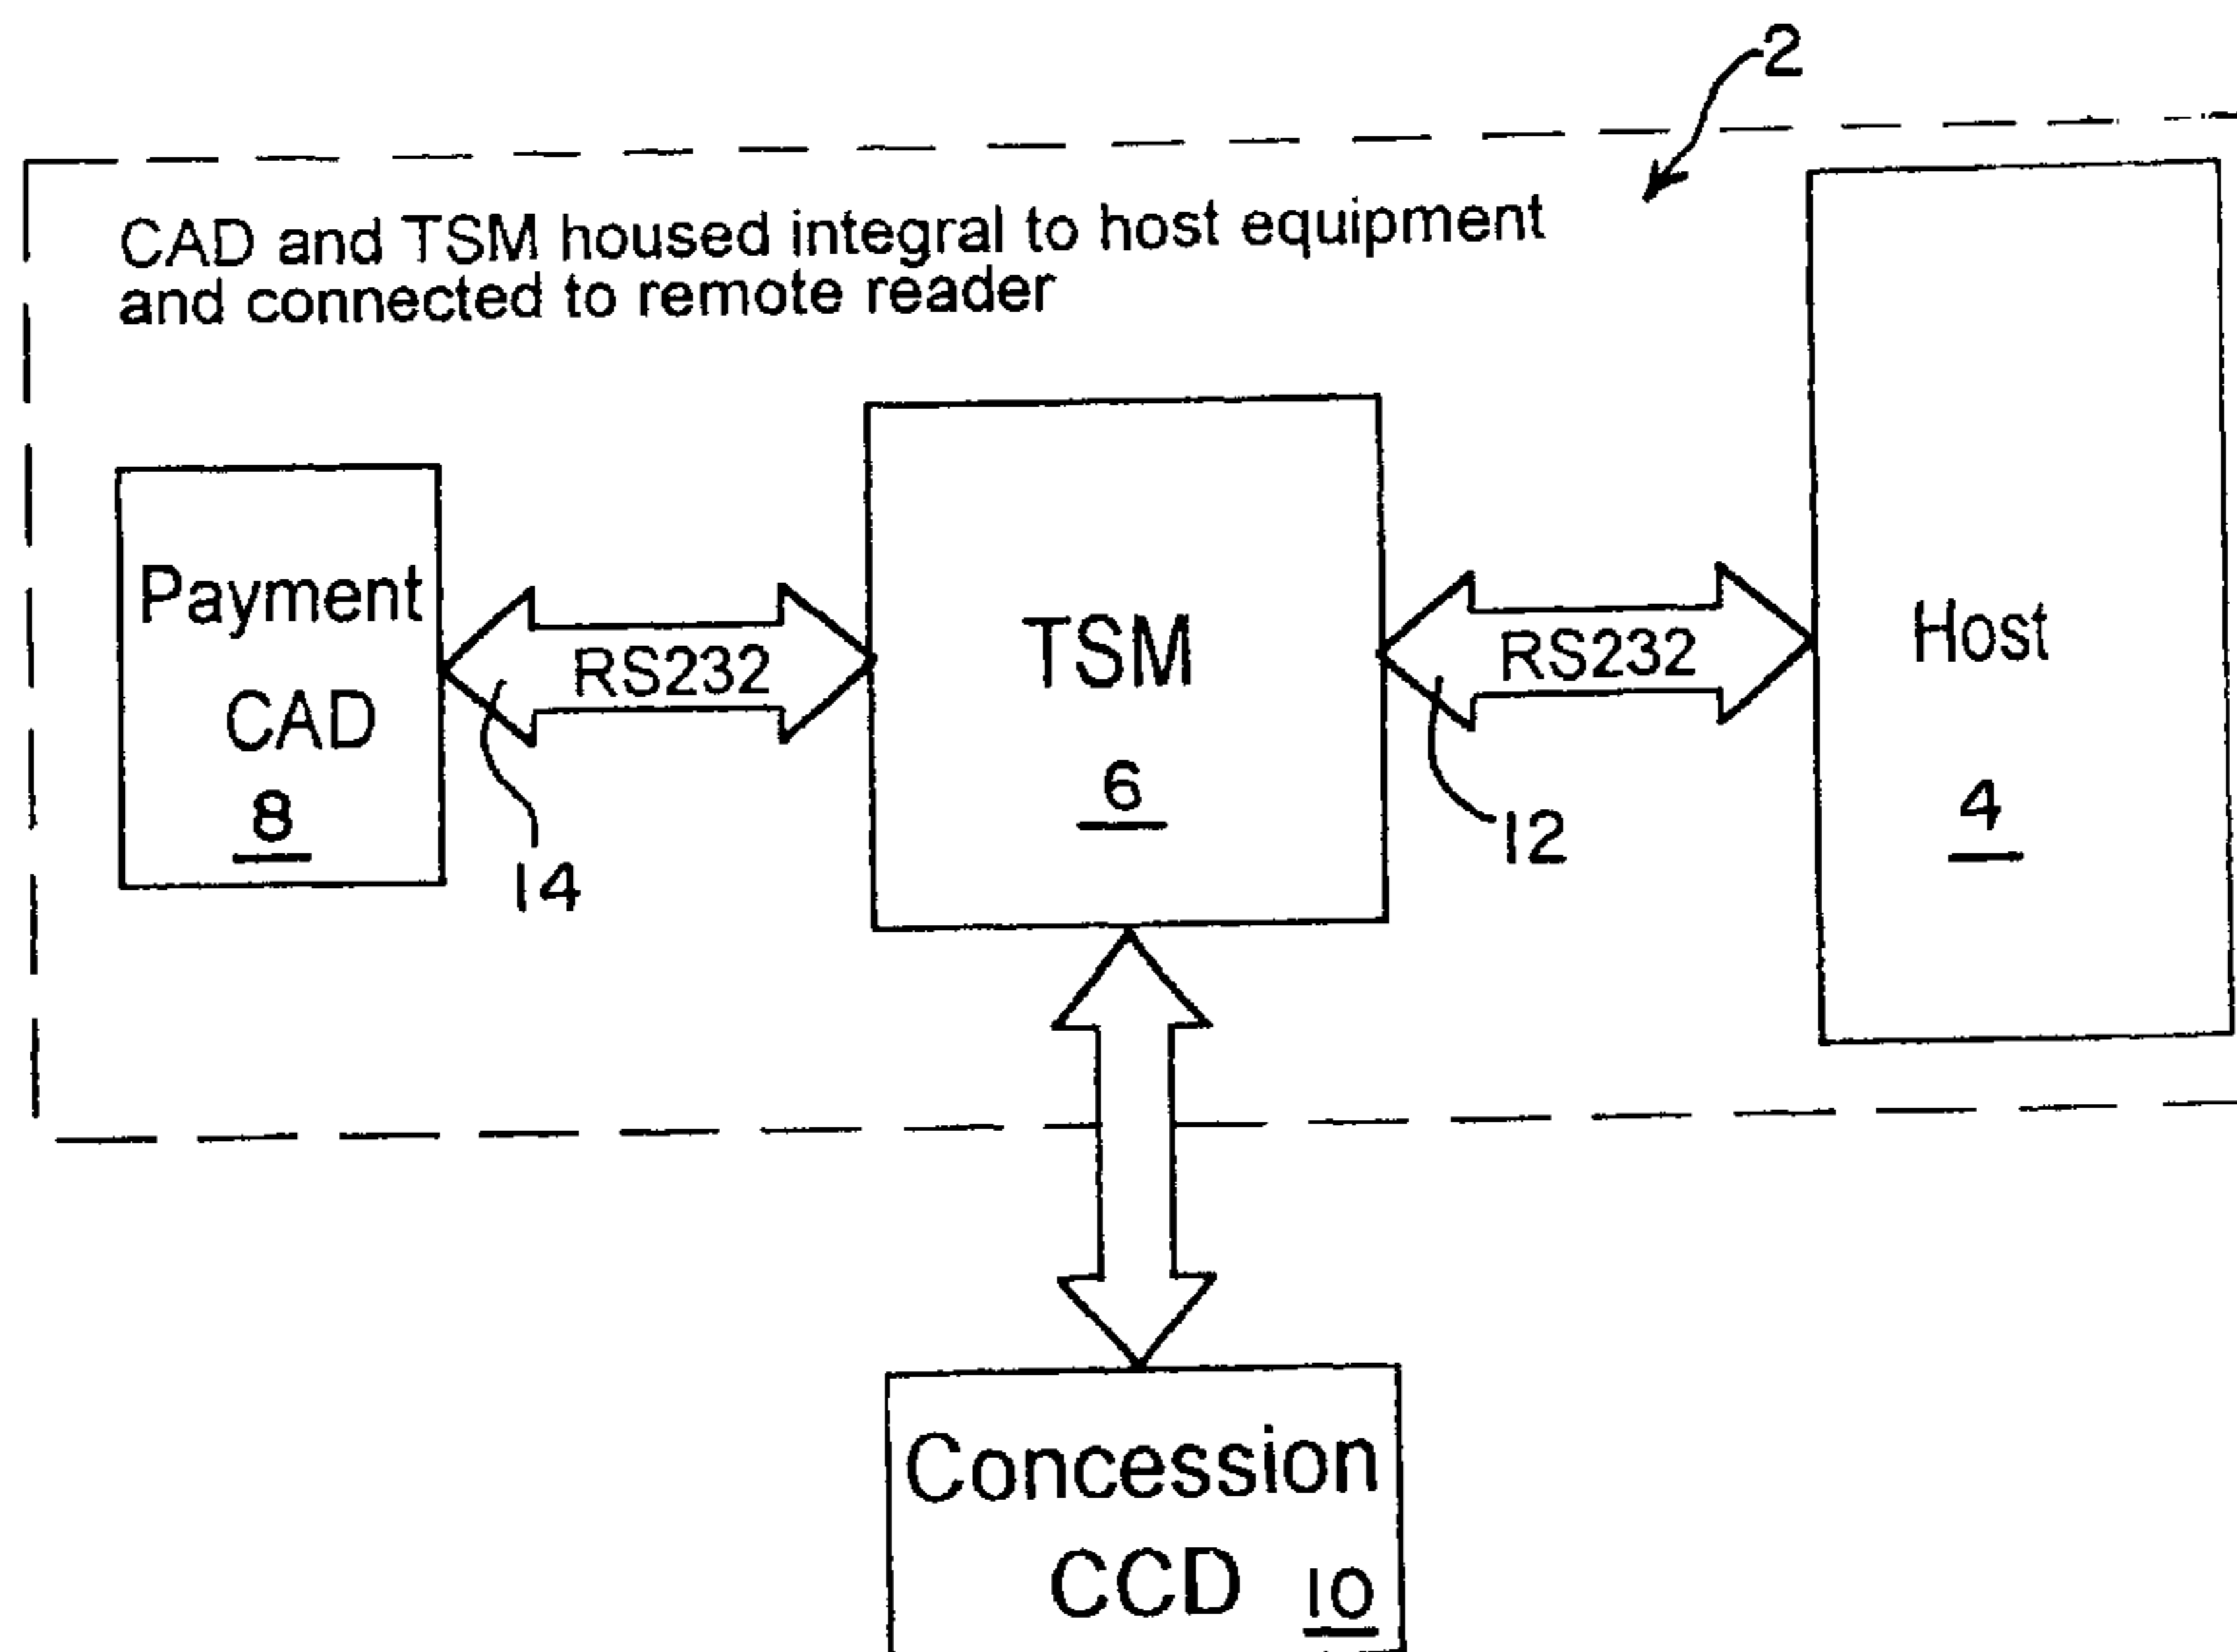 2
CAD and TSM housed integral to host equipment
and connected to remote reader
Payment
CAD
8
RS232
14
TSM
6
RS232
12
Host
4
Concession
CCD 10